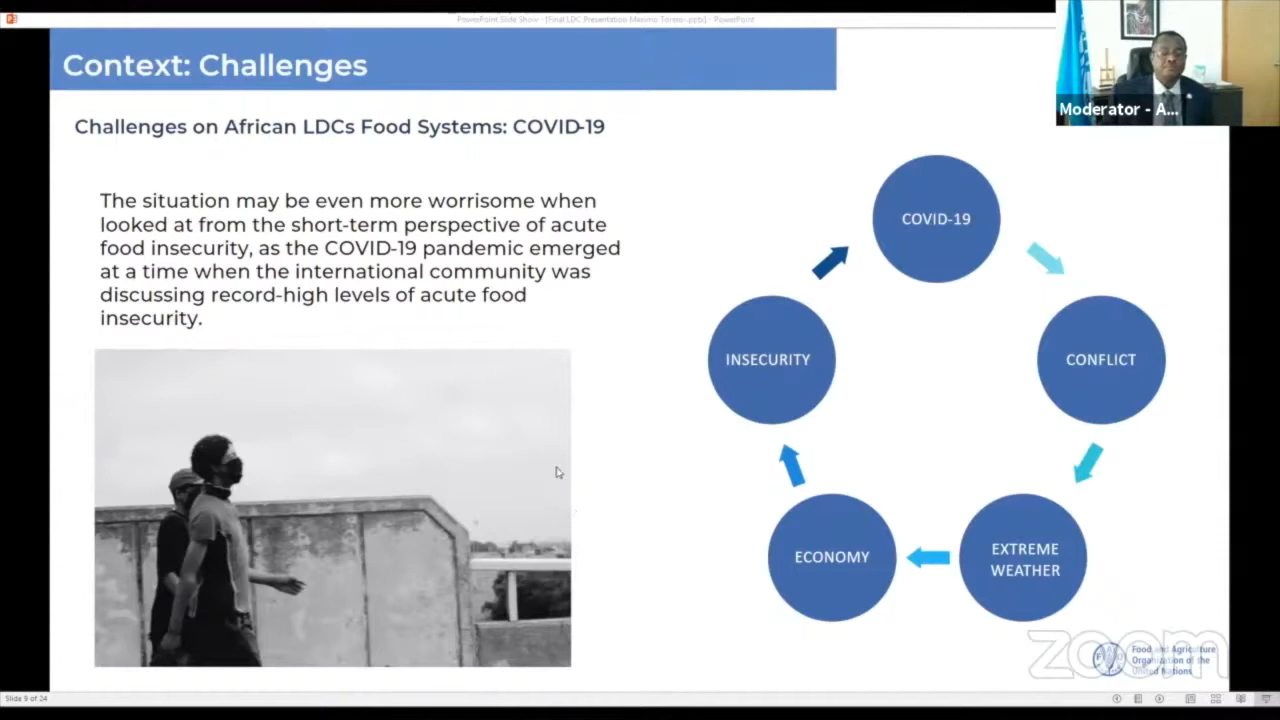 PowerPoint Slide Show - [Final LDC Presentation Maximo Torero-.pptx] - PowerPoint
Context: Challenges
Moderator - A...
Challenges on African LDCs Food Systems: COVID-19
The situation may be even more worrisome when
looked at from the short-term perspective of acute
food insecurity, as the COVID-19 pandemic emerged
at a time when the international community was
discussing record-high levels of acute food
insecurity.
COVID-19
CONFLICT
EXTREME
WEATHER
ECONOMY
INSECURITY
zoom
Food and Agriculture
Organization of the
United Nations
Slide 9 of 24